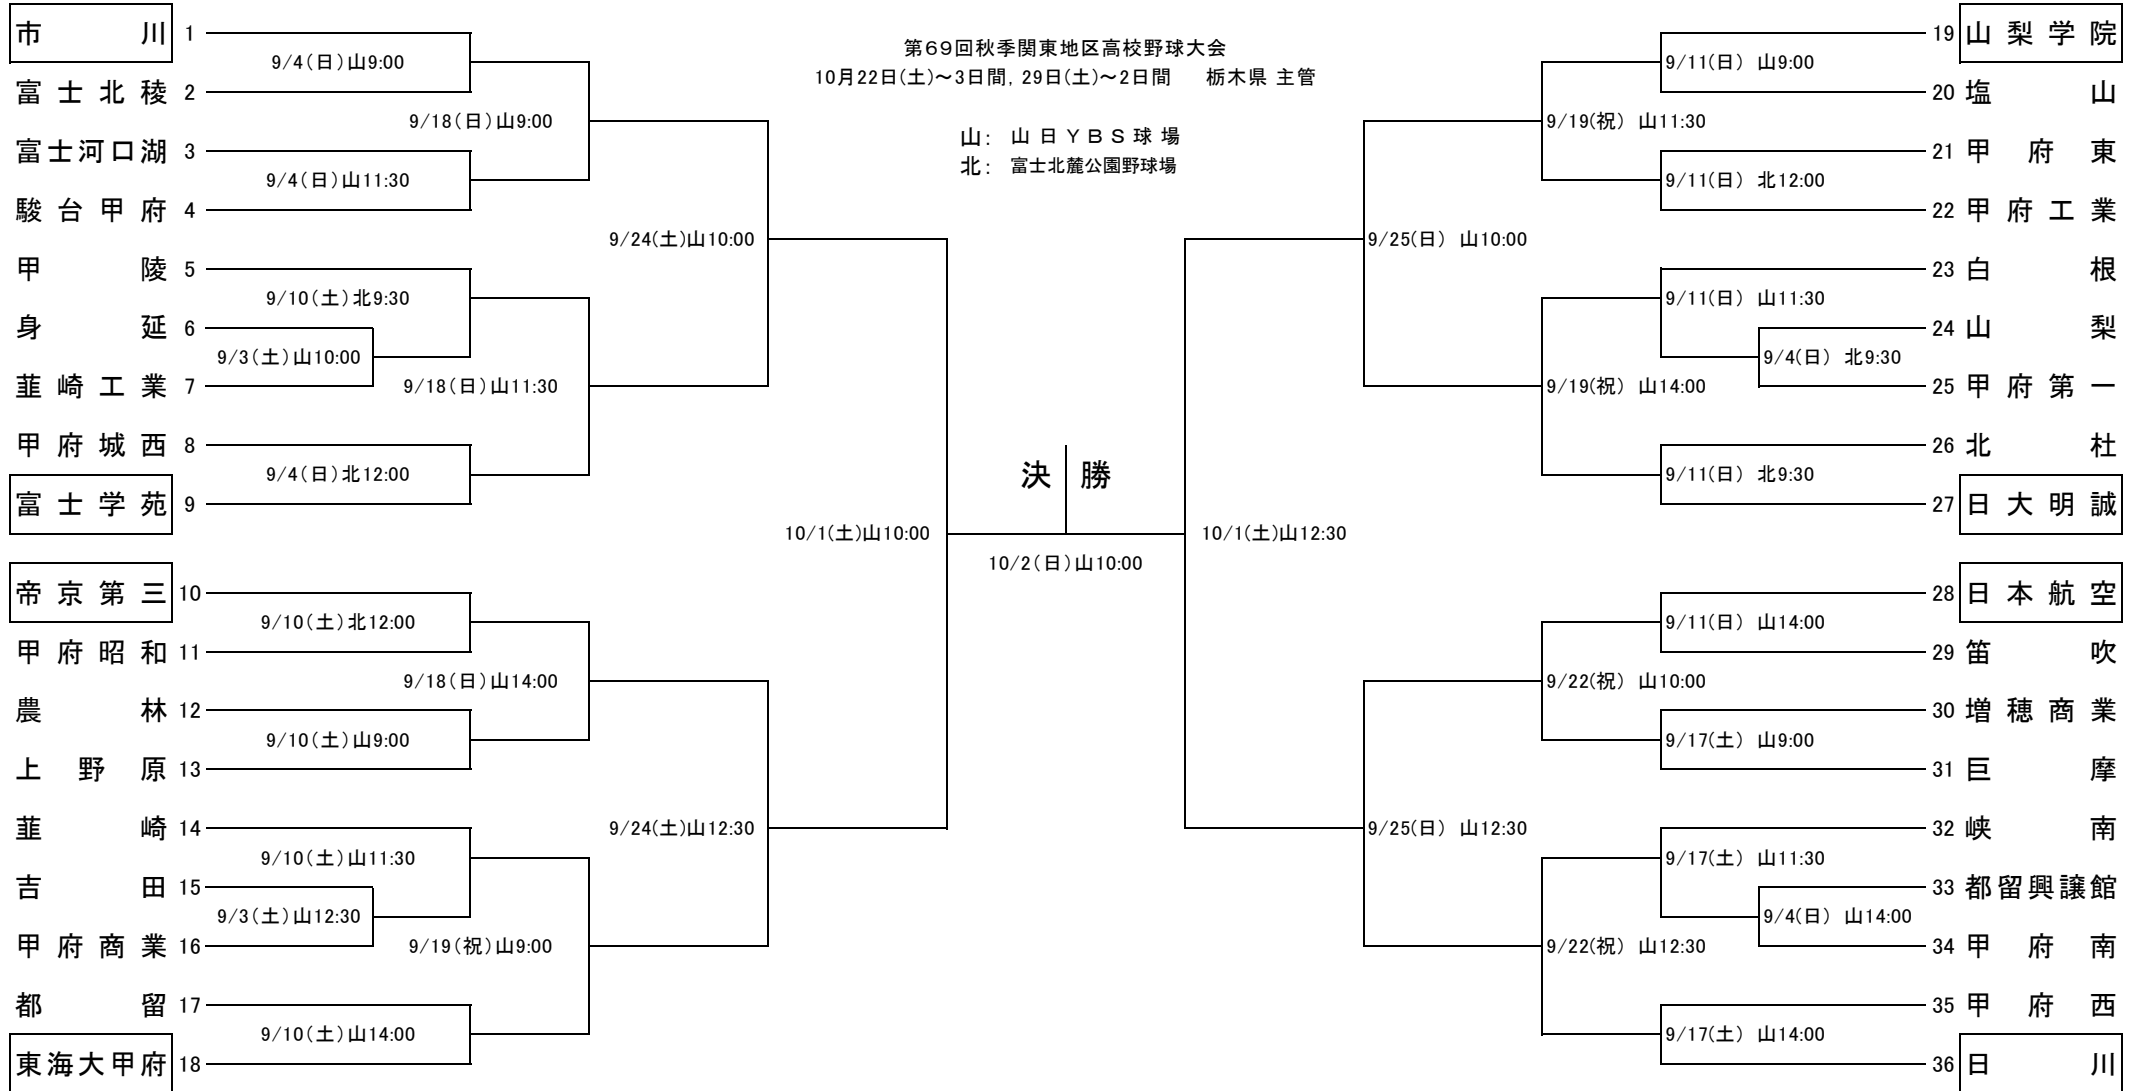 第69回秋季関東地区高校野球大会
10月22日(土)～3日間, 29日(土)～2日間　栃木県 主管
山： 山日YBS球場
北： 富士北麓公園野球場
市川 1
9/4(日)山9:00
富士北稜 2
9/18(日)山9:00
富士河口湖 3
9/4(日)山11:30
駿台甲府 4
9/24(土)山10:00
甲陵 5
9/10(土)北9:30
身延 6
9/3(土)山10:00
韮崎工業 7
9/18(日)山11:30
甲府城西 8
9/4(日)北12:00
富士学苑 9
10/1(土)山10:00
帝京第三 10
9/10(土)北12:00
甲府昭和 11
9/18(日)山14:00
農林 12
9/10(土)山9:00
上野原 13
韮崎 14
9/24(土)山12:30
9/10(土)山11:30
吉田 15
9/3(土)山12:30
甲府商業 16
9/19(祝)山9:00
都留 17
9/10(土)山14:00
東海大甲府 18
決勝
10/2(日)山10:00
19 山梨学院
9/11(日) 山9:00
20 塩山
9/19(祝) 山11:30
21 甲府東
9/11(日) 北12:00
22 甲府工業
9/25(日) 山10:00
23 白根
9/11(日) 山11:30
24 山梨
9/4(日) 北9:30
25 甲府第一
9/19(祝) 山14:00
26 北杜
9/11(日) 北9:30
27 日大明誠
10/1(土)山12:30
28 日本航空
9/11(日) 山14:00
29 笛吹
9/22(祝) 山10:00
30 増穂商業
9/17(土) 山9:00
31 巨摩
32 峡南
9/25(日) 山12:30
9/17(土) 山11:30
33 都留興譲館
9/4(日) 山14:00
34 甲府南
9/22(祝) 山12:30
35 甲府西
9/17(土) 山14:00
36 日川